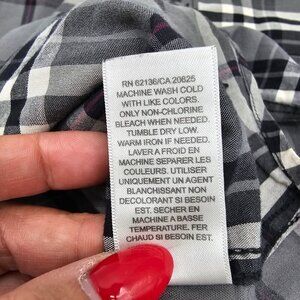 RN 62136/CA 20625
MACHINE WASH COLD
WITH LIKE COLORS.
ONLY NON-CHLORINE
BLEACH WHEN NEEDED.
TUMBLE DRY LOW.
WARM IRON IF NEEDED.
LAVER A FROID EN
MACHINE SEPARER LES
COULEURS. UTILISER
UNIQUEMENT UN AGENT
BLANCHISSANT NON
DECOLORANT SI BESOIN
EST. SECHER EN
MACHINE A BASSE
TEMPERATURE. FER
CHAUD SI BESOIN EST.